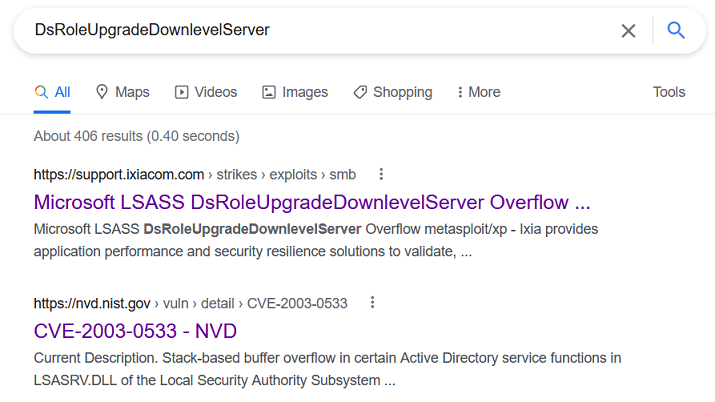 DsRoleUpgradeDownlevelServer
All Maps Videos Images Shopping More Tools
About 406 results (0.40 seconds)
https://support.ixiacom.com › strikes › exploits › smb
Microsoft LSASS DsRoleUpgradeDownlevelServer Overflow ...
Microsoft LSASS DsRoleUpgradeDownlevelServer Overflow metasploit/xp - Ixia provides
application performance and security resilience solutions to validate, ...
https://nvd.nist.gov › vuln › detail › CVE-2003-0533
CVE-2003-0533 - NVD
Current Description. Stack-based buffer overflow in certain Active Directory service functions in
LSASRV.DLL of the Local Security Authority Subsystem ...